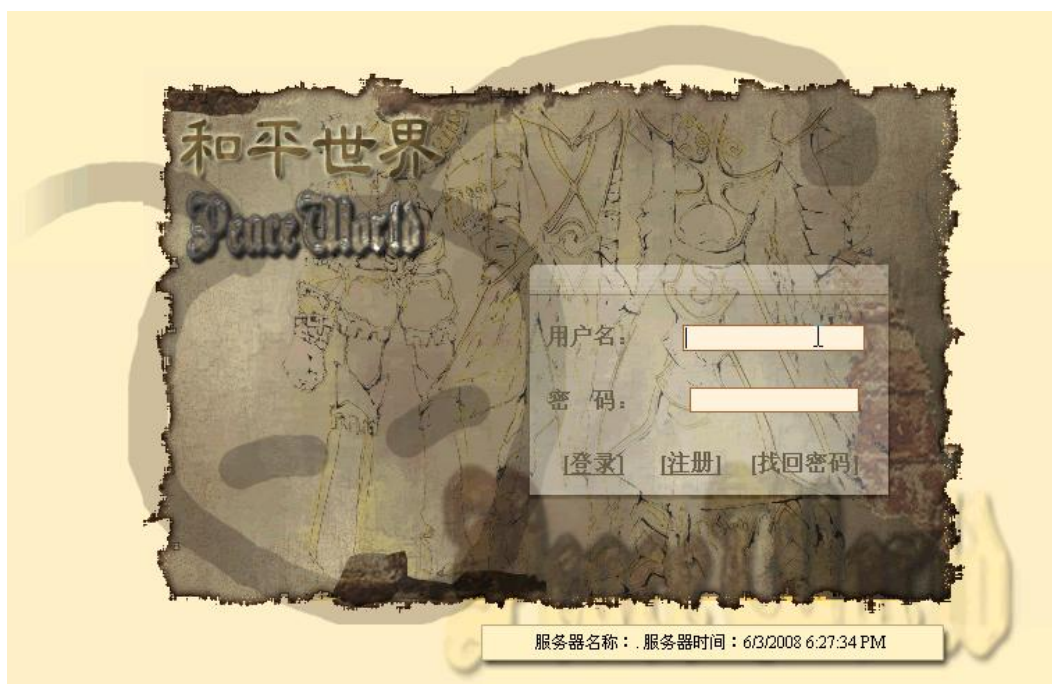 和平世界
Peace World
用户名：
密 码：
[登录] [注册] [找回密码]
服务器名称：. 服务器时间：6/3/2008 6:27:34 PM